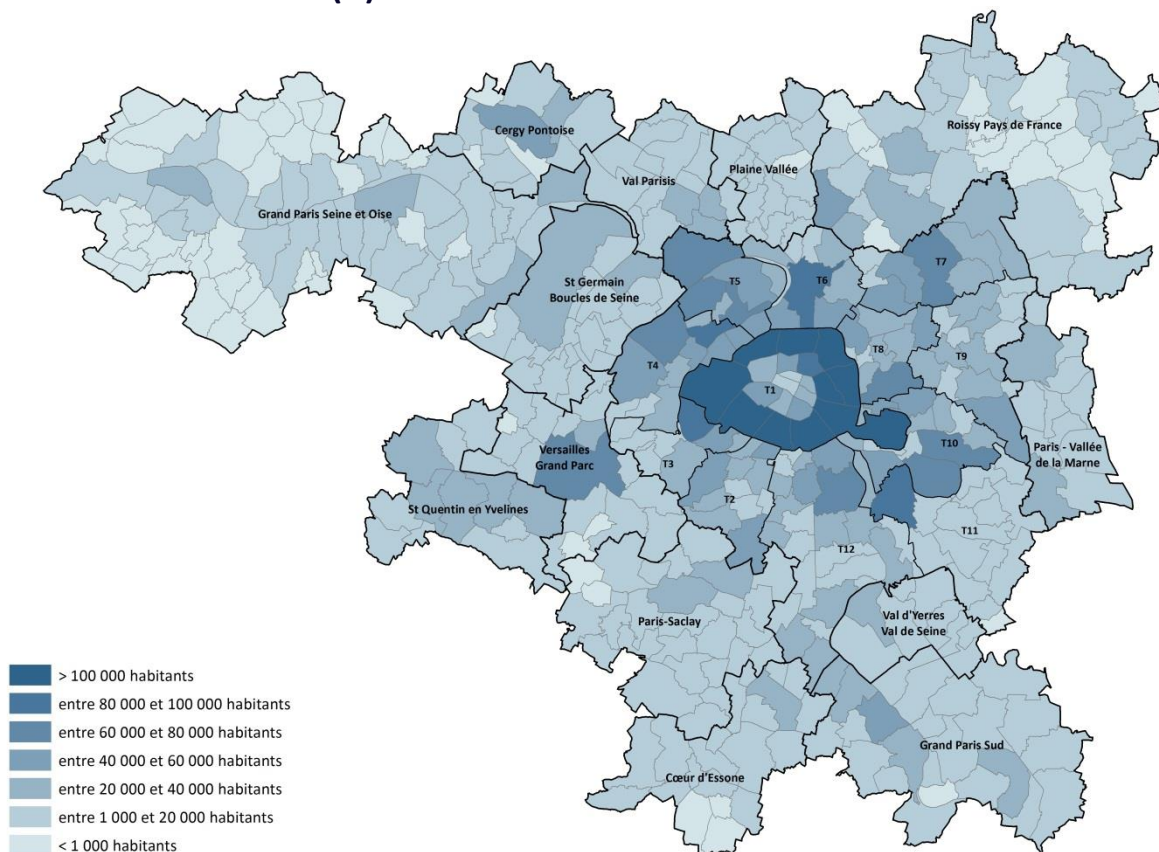 Cergy Pontoise
Roissy Pays de France
Val Parisis
Plaine Vallée
Grand Paris Seine et Oise
T7
St Germain
Boucles de Seine
T5
T6
T8
T9
T4
T1
Versailles
Grand Parc
T3
T10
Paris - Vallée
de la Marne
St Quentin en Yvelines
T2
T11
T12
Paris-Saclay
Val d'Yerres
Val de Seine
Grand Paris Sud
Cœur d'Essone
> 100 000 habitants
entre 80 000 et 100 000 habitants
entre 60 000 et 80 000 habitants
entre 40 000 et 60 000 habitants
entre 20 000 et 40 000 habitants
entre 1 000 et 20 000 habitants
< 1 000 habitants